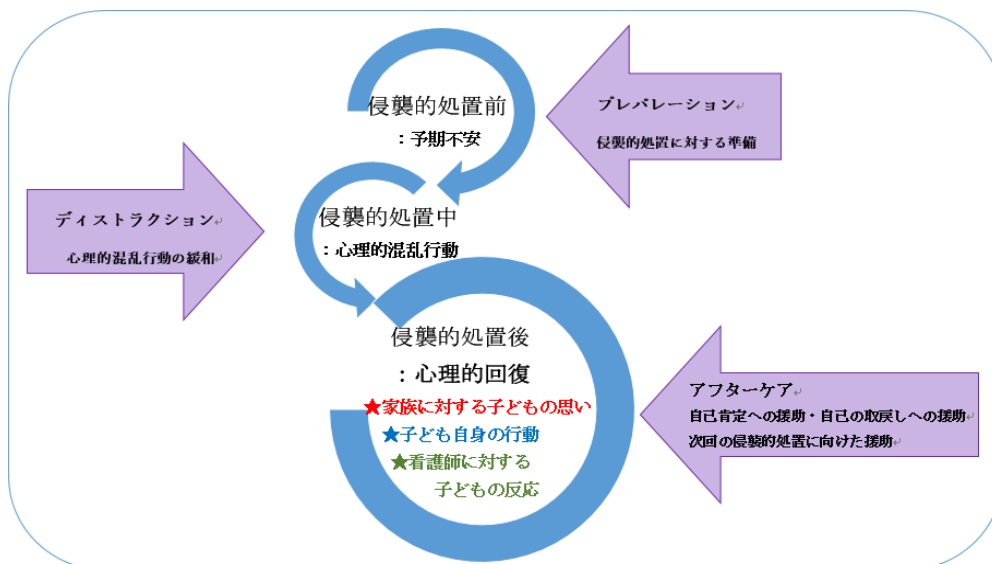 侵襲的処置前
：予期不安
プレパレーション↵
侵襲的処置に対する準備
侵襲的処置中
：心理的混乱行動
ディストラクション↵
心理的混乱行動の緩和↵
侵襲的処置後
：心理的回復
★家族に対する子どもの思い
★子ども自身の行動
★看護師に対する
子どもの反応
アフターケア↵
自己肯定への援助・自己の取戻しへの援助↵
次回の侵襲的処置に向けた援助↵